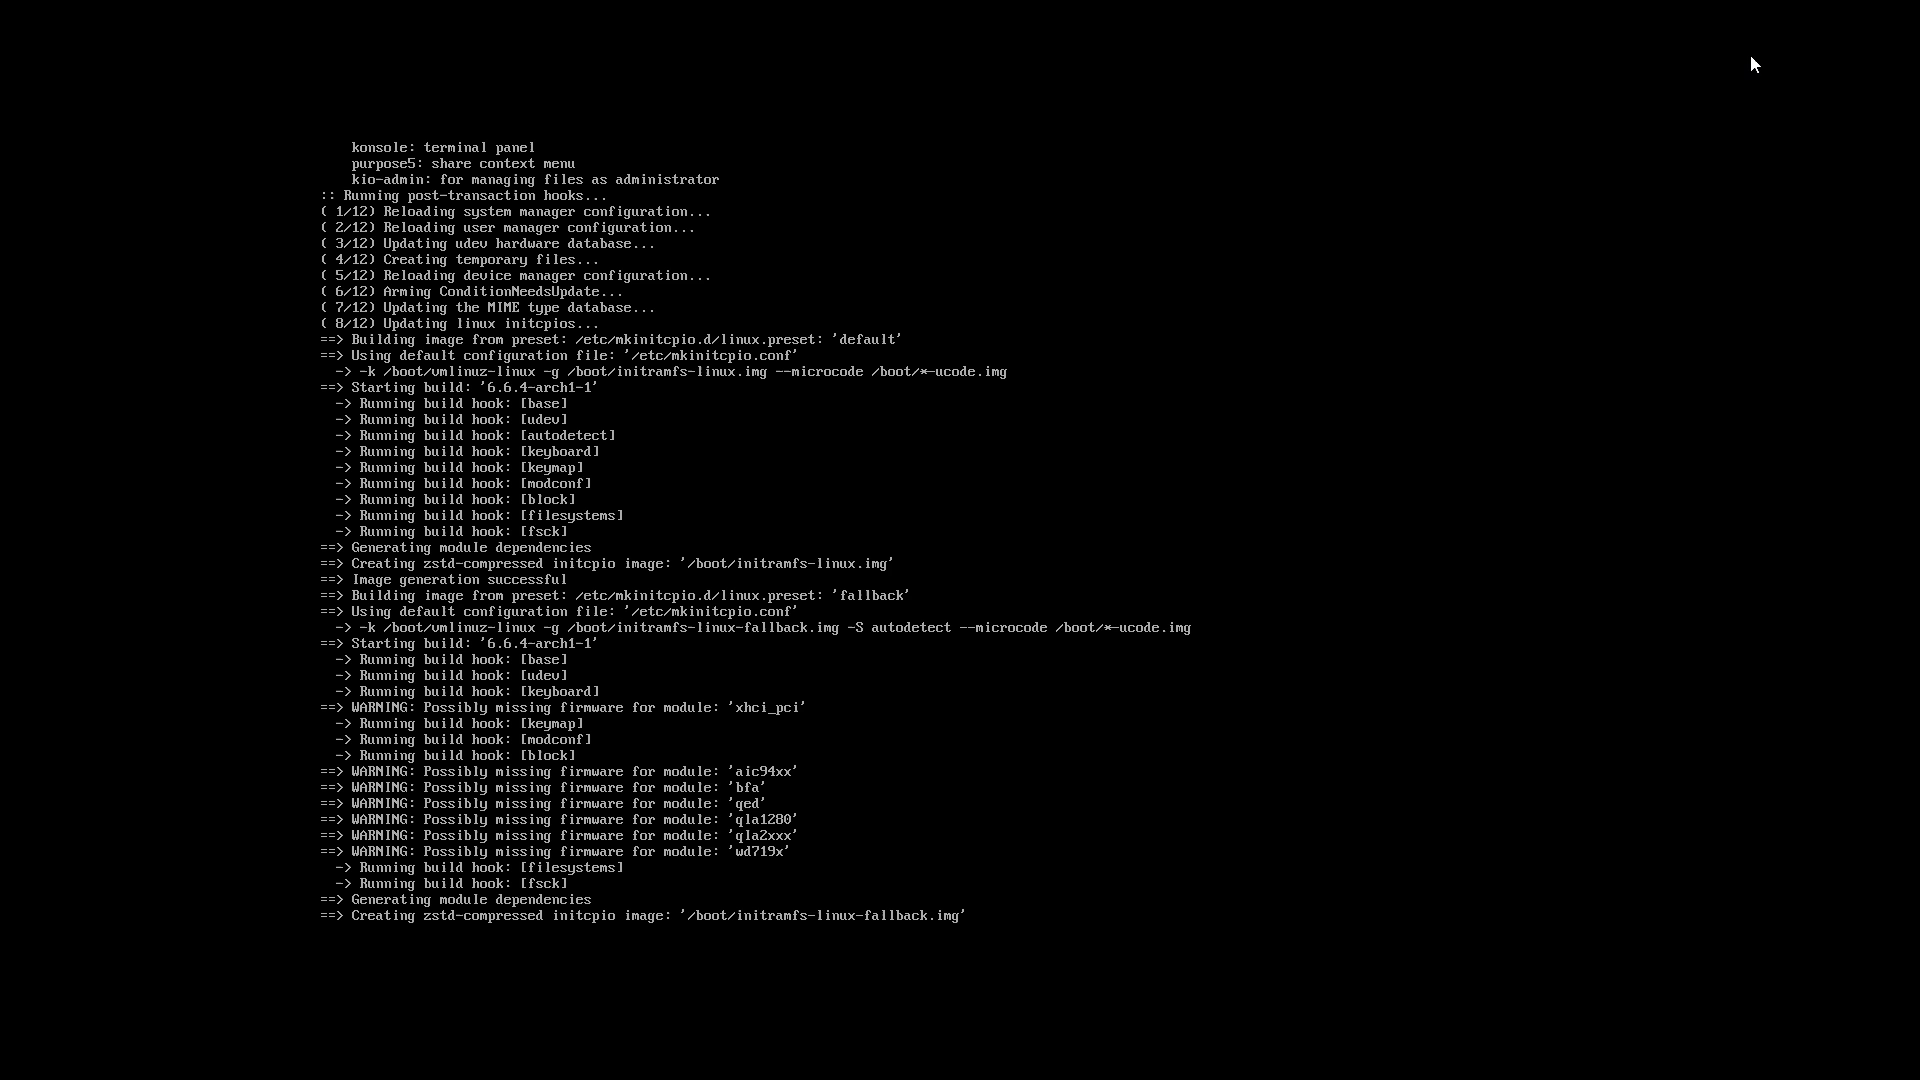 konsole: terminal panel
purpose5: share context menu
kio-admin: for managing files as administrator
:: Running post-transaction hooks...
( 1/12) Reloading system manager configuration...
( 2/12) Reloading user manager configuration...
( 3/12) Updating udev hardware database...
( 4/12) Creating temporary files...
( 5/12) Reloading device manager configuration...
( 6/12) Arming ConditionNeedsUpdate...
( 7/12) Updating the MIME type database...
( 8/12) Updating linux initcpios...
==> Building image from preset: /etc/mkinitcpio.d/linux.preset: 'default'
==> Using default configuration file: '/etc/mkinitcpio.conf'
-> -k /boot/vmlinuz-linux -g /boot/initramfs-linux.img --microcode /boot/*-ucode.img
==> Starting build: '6.6.4-arch1-1'
-> Running build hook: [base]
-> Running build hook: [udev]
-> Running build hook: [autodetect]
-> Running build hook: [keyboard]
-> Running build hook: [keymap]
-> Running build hook: [modconf]
-> Running build hook: [block]
-> Running build hook: [filesystems]
-> Running build hook: [fsck]
==> Generating module dependencies
==> Creating zstd-compressed initcpio image: '/boot/initramfs-linux.img'
==> Image generation successful
==> Building image from preset: /etc/mkinitcpio.d/linux.preset: 'fallback'
==> Using default configuration file: '/etc/mkinitcpio.conf'
-> -k /boot/vmlinuz-linux -g /boot/initramfs-linux-fallback.img -S autodetect --microcode /boot/*-ucode.img
==> Starting build: '6.6.4-arch1-1'
-> Running build hook: [base]
-> Running build hook: [udev]
-> Running build hook: [keyboard]
==> WARNING: Possibly missing firmware for module: 'xhci_pci'
-> Running build hook: [keymap]
-> Running build hook: [modconf]
-> Running build hook: [block]
==> WARNING: Possibly missing firmware for module: 'aic94xx'
==> WARNING: Possibly missing firmware for module: 'bfa'
==> WARNING: Possibly missing firmware for module: 'qed'
==> WARNING: Possibly missing firmware for module: 'qla1280'
==> WARNING: Possibly missing firmware for module: 'qla2xxx'
==> WARNING: Possibly missing firmware for module: 'wd719x'
-> Running build hook: [filesystems]
-> Running build hook: [fsck]
==> Generating module dependencies
==> Creating zstd-compressed initcpio image: '/boot/initramfs-linux-fallback.img'